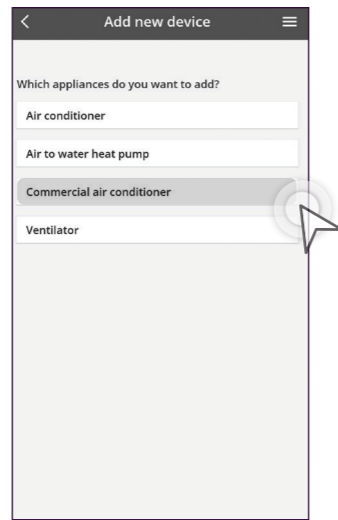 Add new device
Which appliances do you want to add?
Air conditioner
Air to water heat pump
Commercial air conditioner
Ventilator